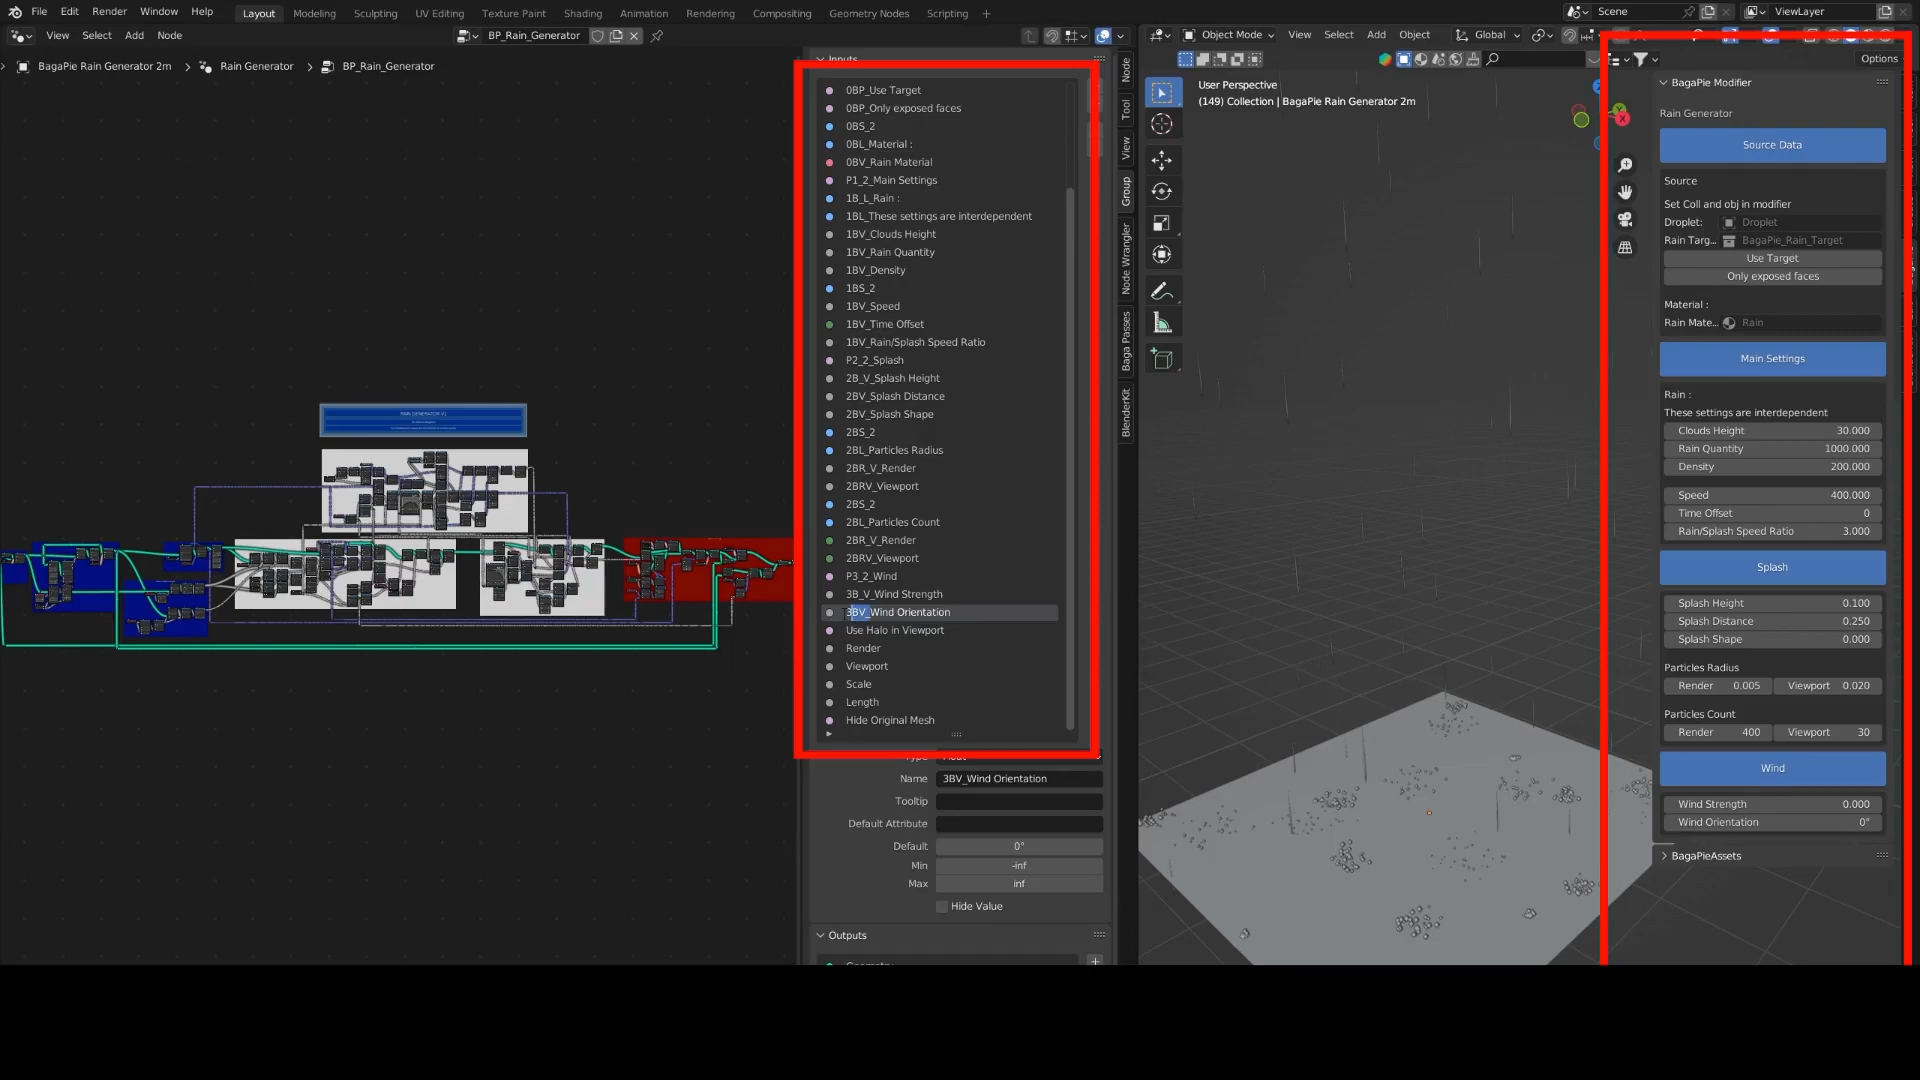 File Edit Render Window Help
Layout Modeling Sculpting UV Editing Texture Paint Shading Animation Rendering Compositing Geometry Nodes Scripting +
Scene
ViewLayer
View Select Add Node
BP_Rain_Generator
Object Mode
View Select Add Object
Global
BagaPie Rain Generator 2m > Rain Generator > BP_Rain_Generator
Options
RAIN GENERATOR V1
Inputs
0BP_Use Target
0BP_Only exposed faces
0BS_2
0BL_Material :
0BV_Rain Material
P1_2_Main Settings
1B_L_Rain :
1BL_These settings are interdependent
1BV_Clouds Height
1BV_Rain Quantity
1BV_Density
1BS_2
1BV_Speed
1BV_Time Offset
1BV_Rain/Splash Speed Ratio
P2_2_Splash
2B_V_Splash Height
2BV_Splash Distance
2BV_Splash Shape
2BS_2
2BL_Particles Radius
2BR_V_Render
2BRV_Viewport
2BS_2
2BL_Particles Count
2BR_V_Render
2BRV_Viewport
P3_2_Wind
3B_V_Wind Strength
3BV_Wind Orientation
Use Halo in Viewport
Render
Viewport
Scale
Length
Hide Original Mesh
Type
Name 3BV_Wind Orientation
Tooltip
Default Attribute
Default 0°
Min -inf
Max inf
Hide Value
Outputs
Node
Tool
View
Group
Node Wrangler
Baga Passes
BlenderKit
User Perspective
(149) Collection | BagaPie Rain Generator 2m
Y
X
BagaPie Modifier
Rain Generator
Source Data
Source
Set Coll and obj in modifier
Droplet: Droplet
Rain Targ... BagaPie_Rain_Target
Use Target
Only exposed faces
Material :
Rain Mate... Rain
Main Settings
Rain :
These settings are interdependent
Clouds Height 30.000
Rain Quantity 1000.000
Density 200.000
Speed 400.000
Time Offset 0
Rain/Splash Speed Ratio 3.000
Splash
Splash Height 0.100
Splash Distance 0.250
Splash Shape 0.000
Particles Radius
Render 0.005 Viewport 0.020
Particles Count
Render 400 Viewport 30
Wind
Wind Strength 0.000
Wind Orientation 0°
BagaPieAssets